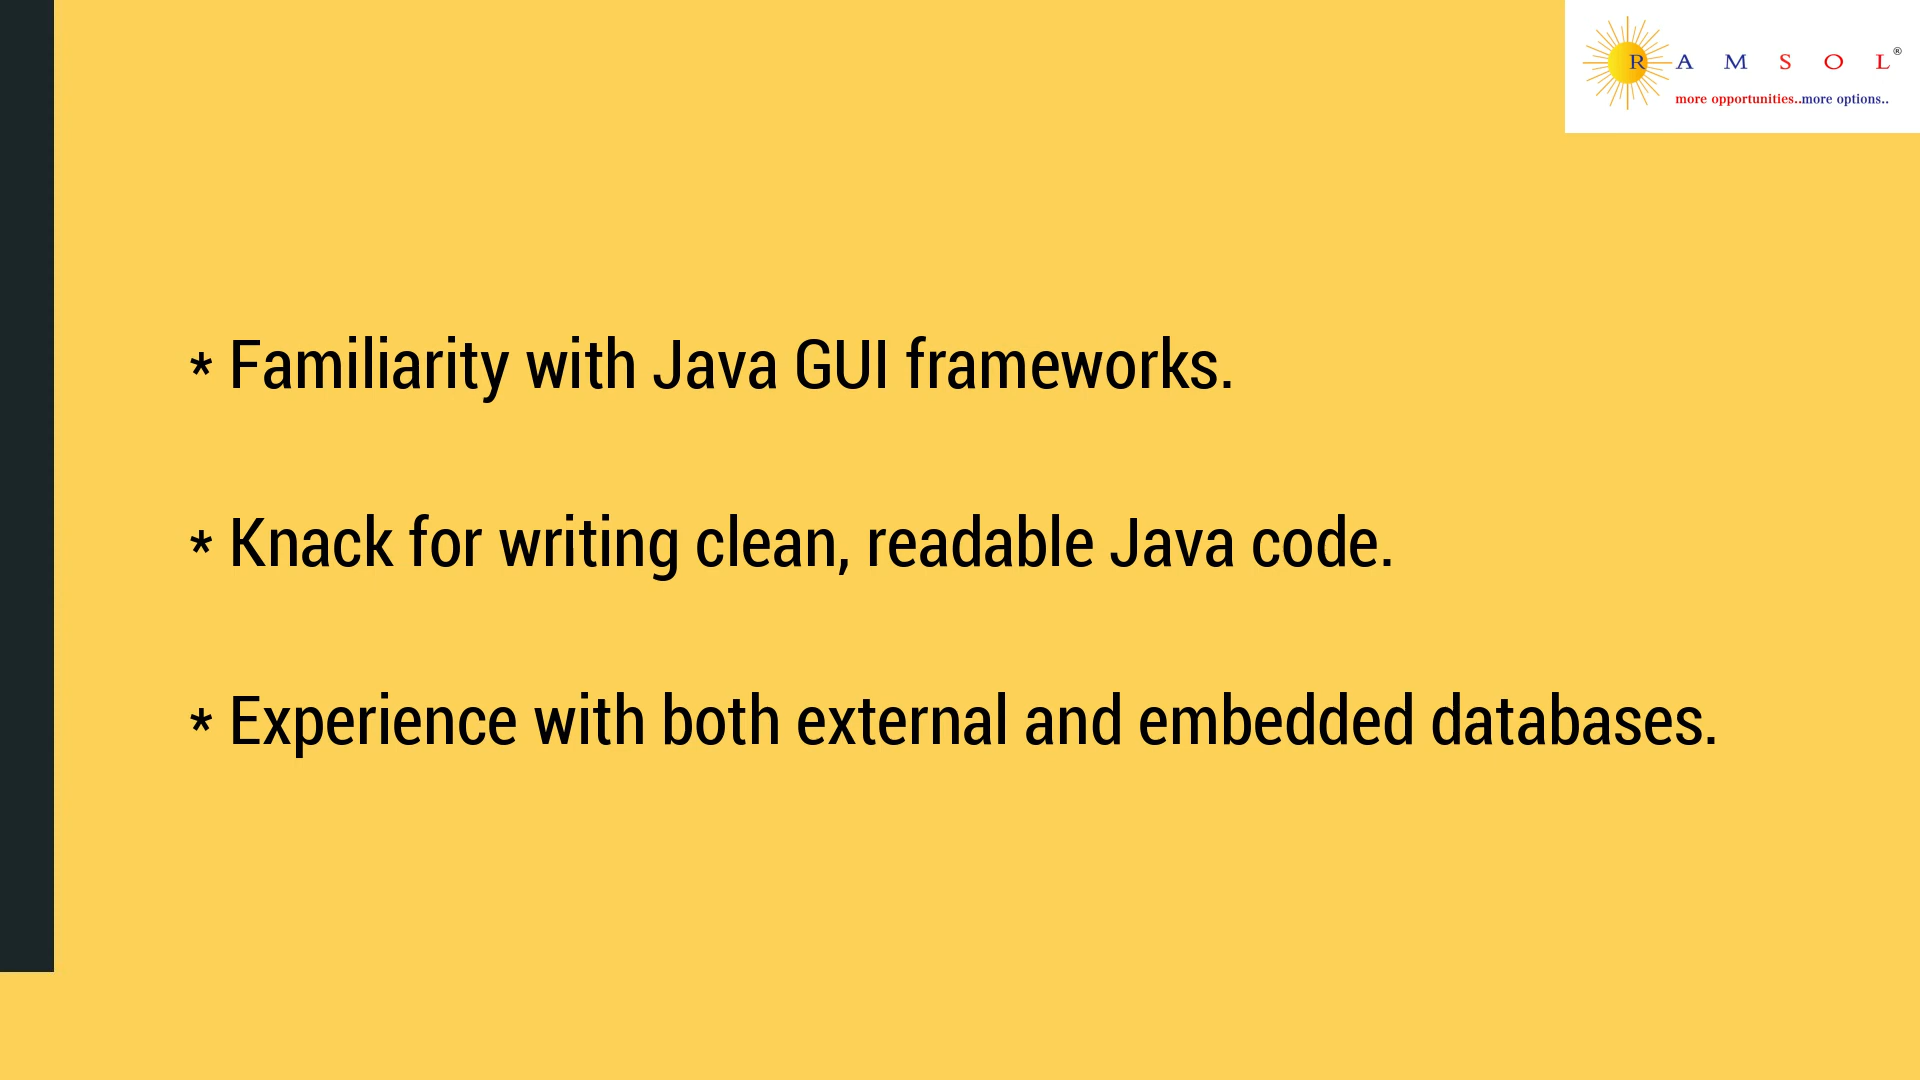 R A M S O L®
more opportunities..more options..
* Familiarity with Java GUI frameworks.
* Knack for writing clean, readable Java code.
* Experience with both external and embedded databases.